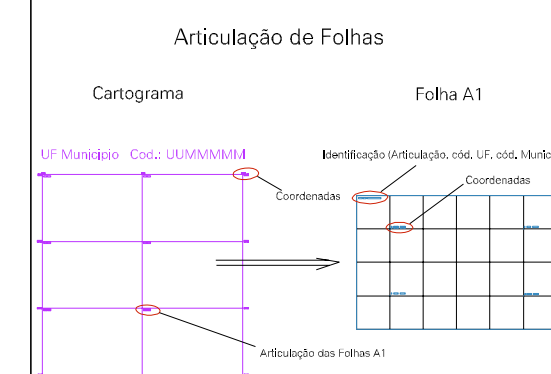 Articulação de Folhas
Cartograma
Folha A1
UF Municipio Cod.: UUMMMMM
Identificação (Articulação, cód. UF, cód. Munic
Coordenadas
Coordenadas
Articulação das Folhas A1